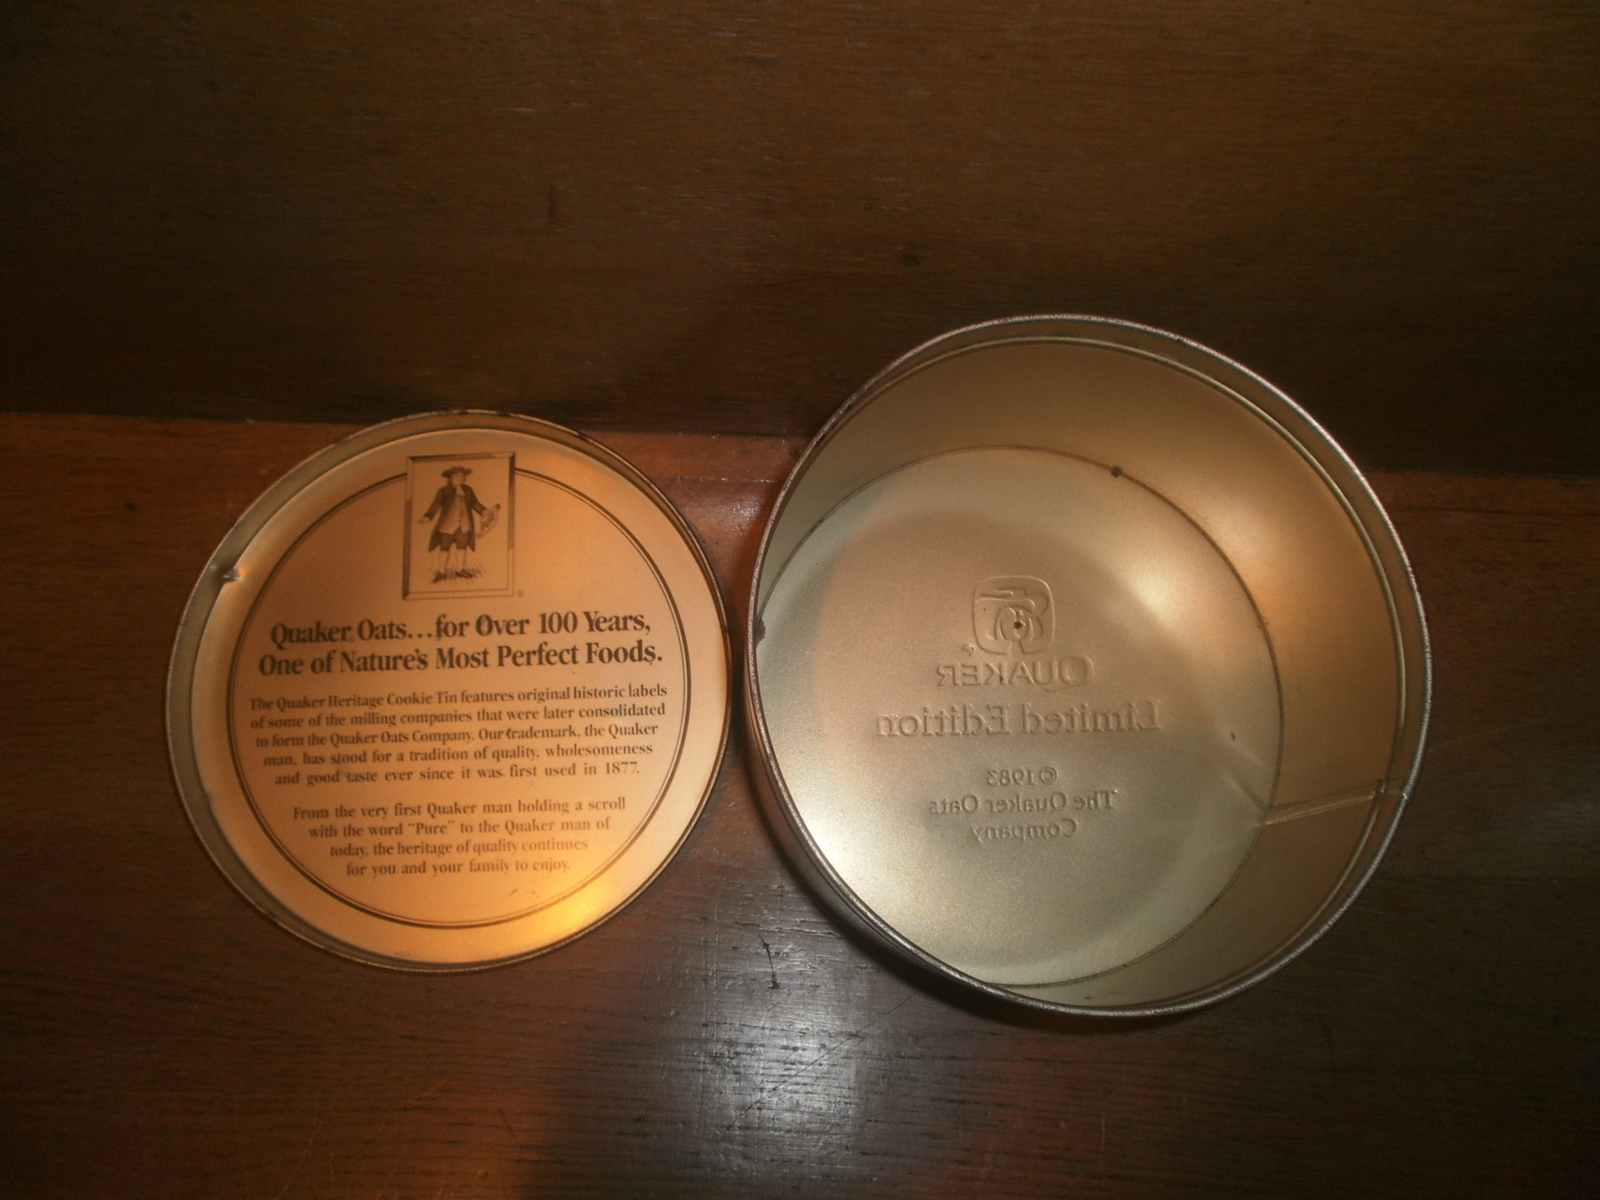 Quaker Oats...for Over 100 Years,
One of Nature's Most Perfect Foods.
The Quaker Heritage Cookie Tin features original historic labels
of some of the milling companies that were later consolidated
to form the Quaker Oats Company. Our trademark, the Quaker
man, has stood for a tradition of quality, wholesomeness
and good taste ever since it was first used in 1877.
From the very first Quaker man holding a scroll
with the word "Pure" to the Quaker man of
today, the heritage of quality continues
for you and your family to enjoy.
QUAKER
Limited Edition
©1983
The Quaker Oats
Company